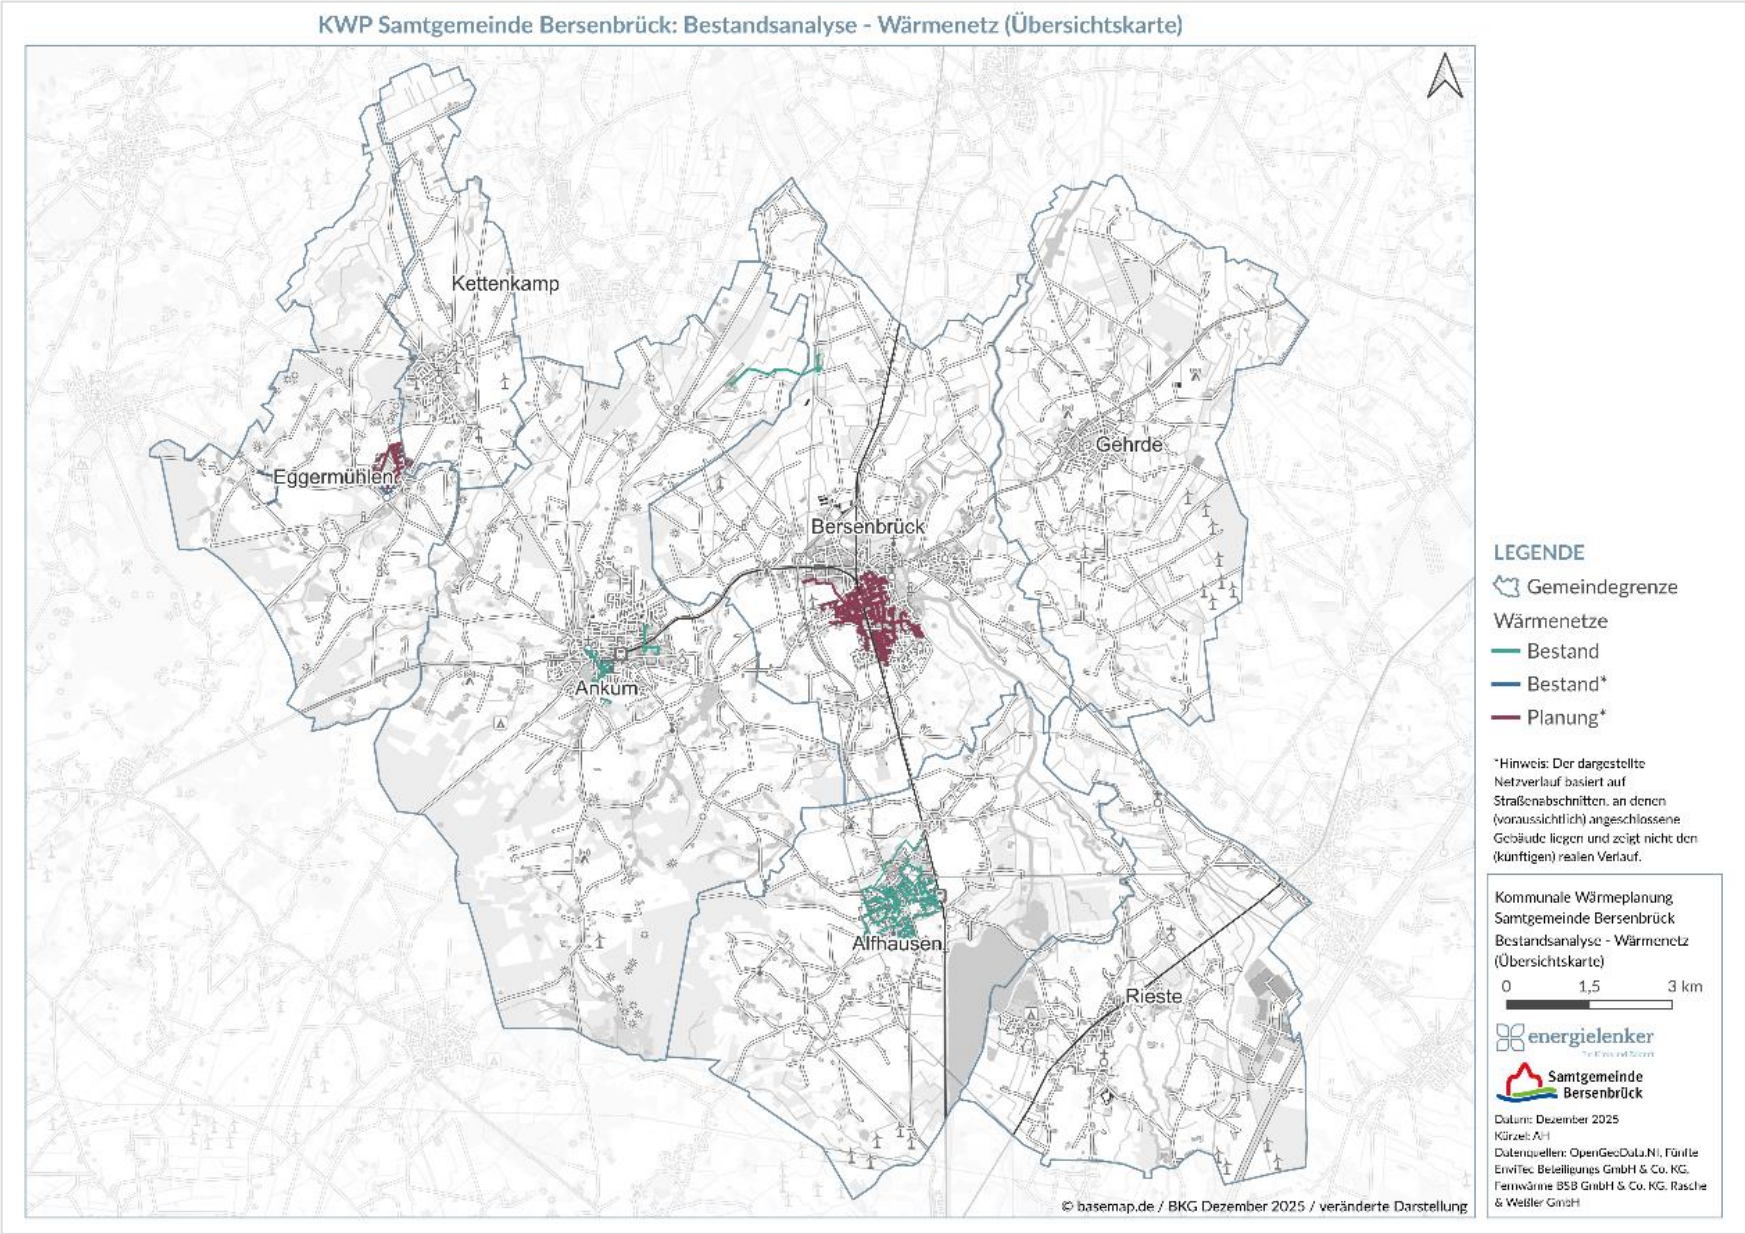 KWP Samtgemeinde Bersenbrück: Bestandsanalyse - Wärmenetz (Übersichtskarte)
Kettenkamp
Gehrde
Eggermühlen
Bersenbrück
Ankum
Alfhausen
Rieste
© basemap.de / BKG Dezember 2025 / veränderte Darstellung
LEGENDE
Gemeindegrenze
Wärmenetze
Bestand
Bestand*
Planung*
*Hinweis: Der dargestellte
Netzverlauf basiert auf
Straßenabschnitten, an denen
(voraussichtlich) angeschlossene
Gebäude liegen und zeigt nicht den
(künftigen) realen Verlauf.
Kommunale Wärmeplanung
Samtgemeinde Bersenbrück
Bestandsanalyse - Wärmenetz
(Übersichtskarte)
0 1,5 3 km
energielenker
Samtgemeinde
Bersenbrück
Datum: Dezember 2025
Kürzel: AH
Datenquellen: OpenGeoData.NI, Fünfte
EnviTec Beteiligungs GmbH & Co. KG,
Fernwärme BSB GmbH & Co. KG, Rasche
& Weßler GmbH